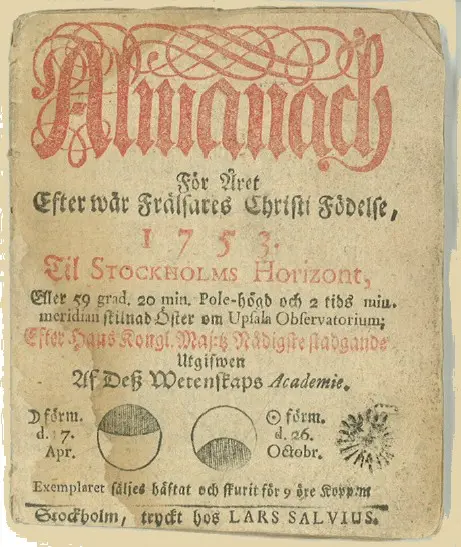 Almanach
För Året
Efter wår Frälsares Christi Födelse,
1753.
Til STOCKHOLMS Horizont,
Eller 59 grad. 20 min. Pole-högd och 2 tids min.
meridian skilnad Öster om Upsala Observatorium;
Efter Hans Kongl. Maj:tz Nådigste stadgande
Utgifwen
Af Deß Wetenskaps Academie.
☽ förm.
d. 17.
Apr.
☉ förm.
d. 26.
Octobr.
Exemplaret säljes häftat och skurit för 9 öre Kopp:m
Stockholm, tryckt hos LARS SALVIUS.